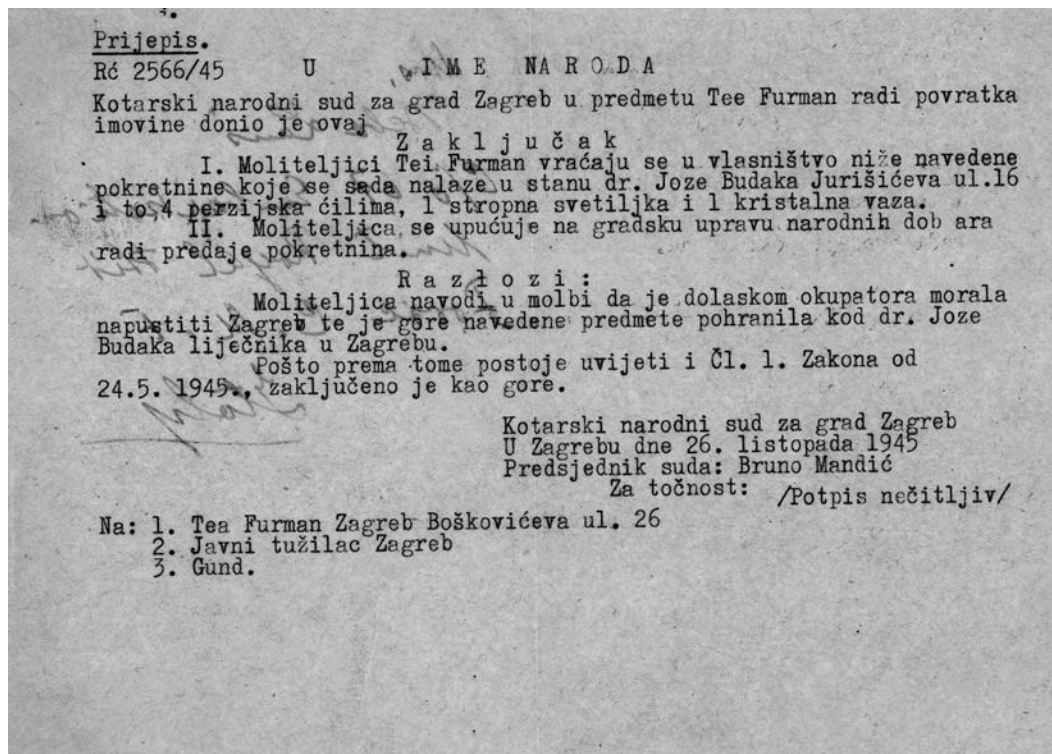 Prijepis.
Rć 2566/45 U IME NARODA
Kotarski narodni sud za grad Zagreb u predmetu Tee Furman radi povratka
imovine donio je ovaj
Zaključak
I. Moliteljici Tei Furman vraćaju se u vlasništvo niže navedene
pokretnine koje se sada nalaze u stanu dr. Joze Budaka Jurišićeva ul.16
i to,4 perzijska ćilima, 1 stropna svetiljka i 1 kristalna vaza.
II. Moliteljica se upućuje na gradsku upravu narodnih dob ara
radi predaje pokretnina.
Razlozi:
Moliteljica navodi u molbi da je dolaskom okupatora morala
napustiti Zagreb te je gore navedene predmete pohranila kod dr. Joze
Budaka liječnika u Zagrebu.
Pošto prema tome postoje uvijeti i Čl. 1. Zakona od
24.5. 1945., zaključeno je kao gore.
Kotarski narodni sud za grad Zagreb
U Zagrebu dne 26. listopada 1945
Predsjednik suda: Bruno Mandić
Za točnost: /Potpis nečitljiv/
Na: 1. Tea Furman Zagreb Boškovićeva ul. 26
2. Javni tužilac Zagreb
3. Gund.